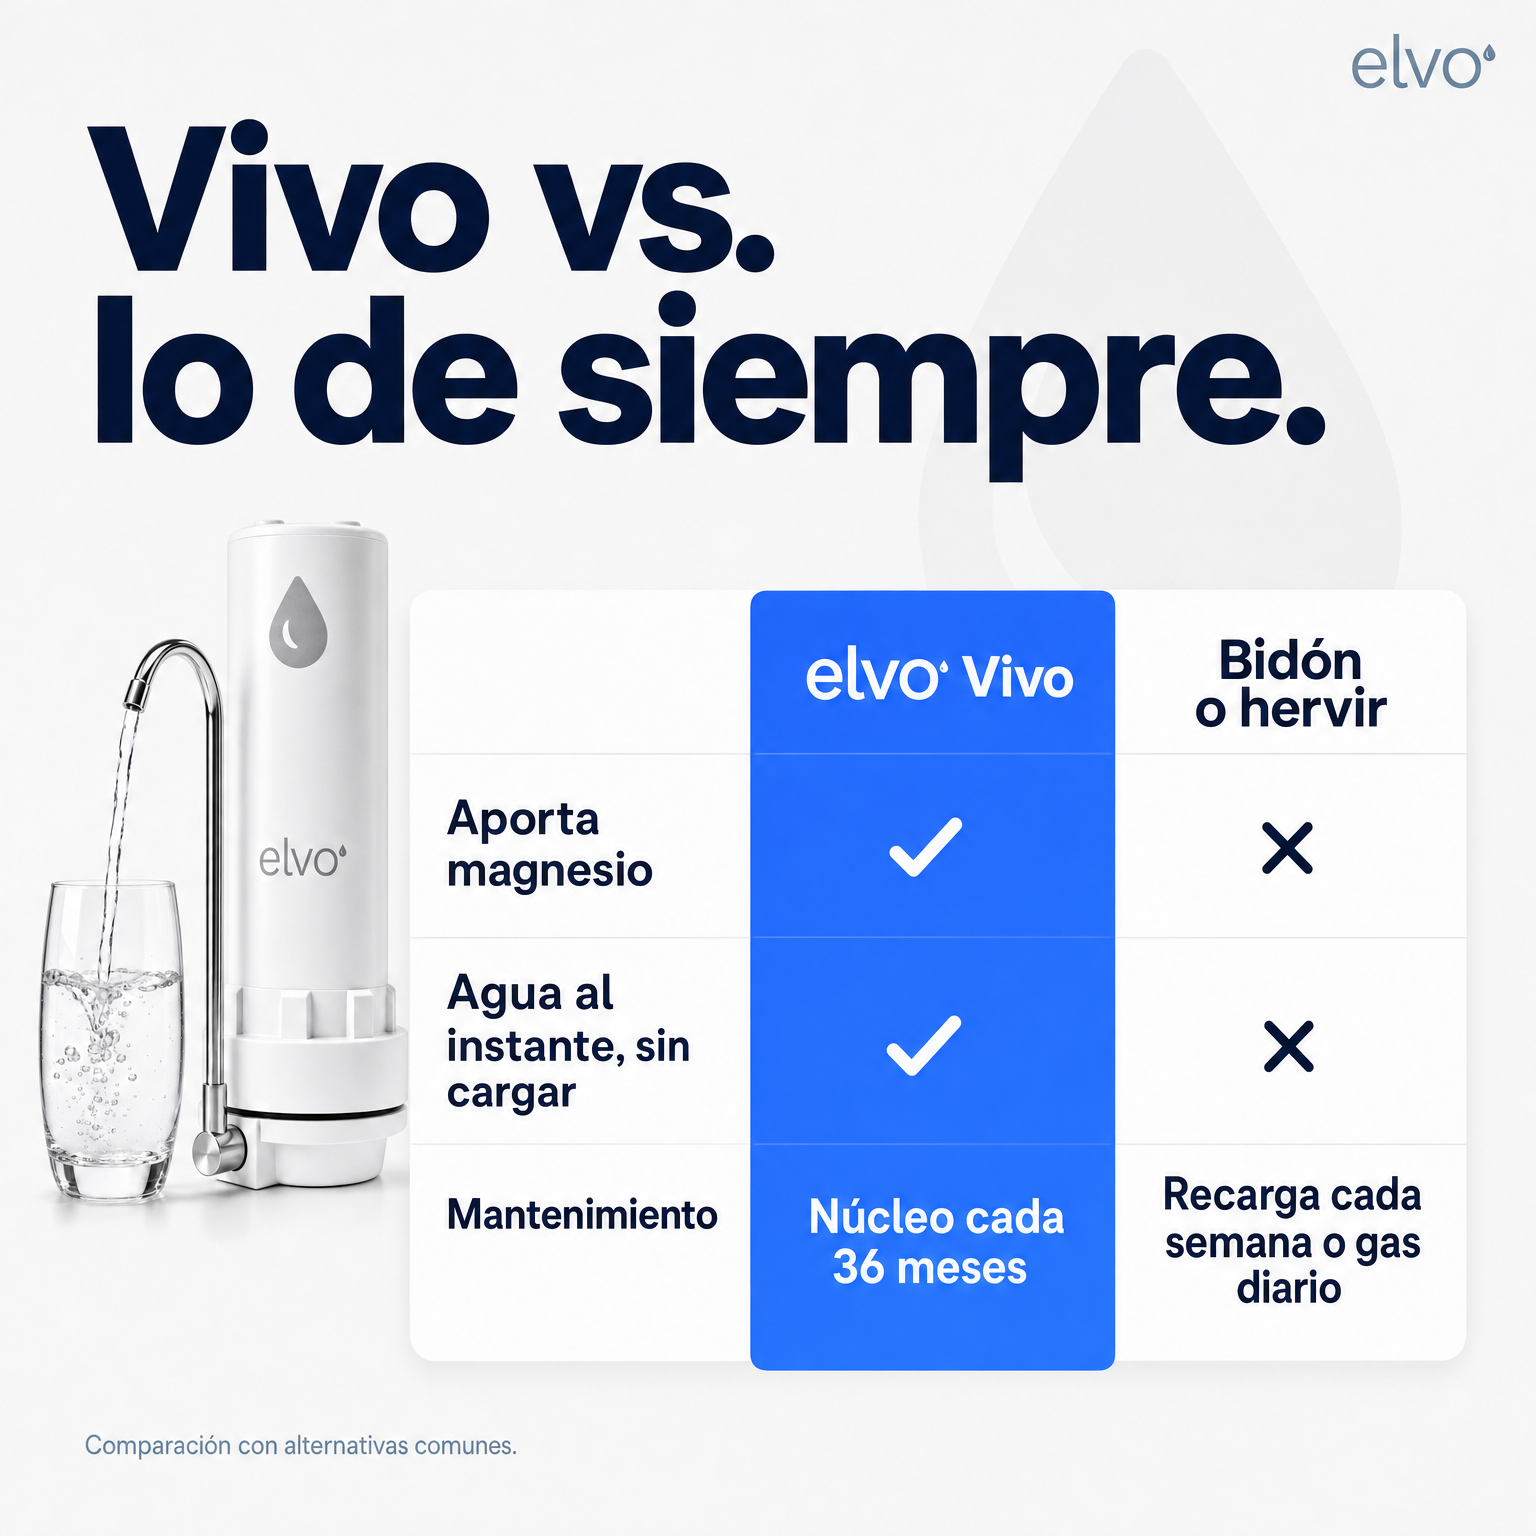 elvo
Vivo vs.
lo de siempre.
elvo
elvo Vivo
Bidón
o hervir
Aporta
magnesio
Agua al
instante, sin
cargar
Mantenimiento
Núcleo cada
36 meses
Recarga cada
semana o gas
diario
Comparación con alternativas comunes.